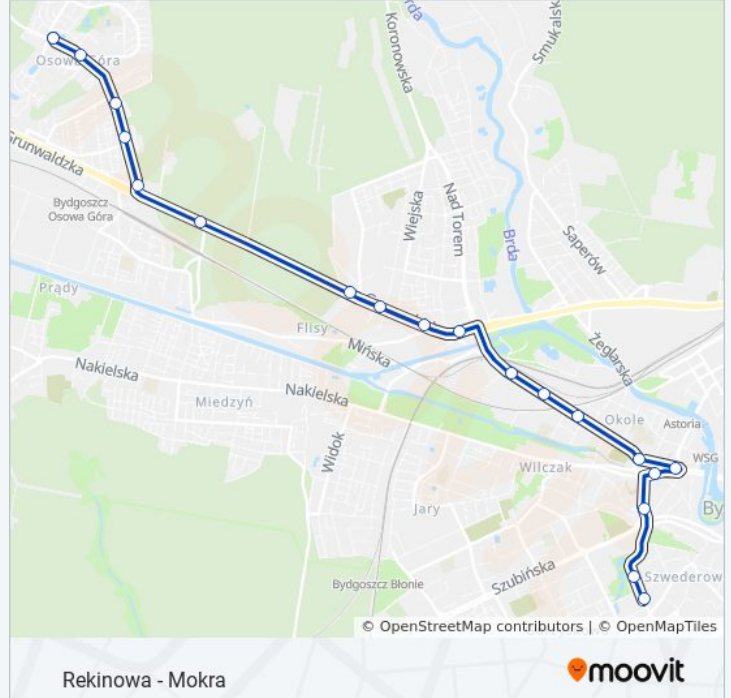 Brda
Koronowska
Smukalsk
Osowa Góra
Grunwaldzka
Bydgoszcz
Osowa Góra
Wiejska
Nad Torem
Brda
Saperów
Prądy
Flisy
Mińska
Żeglarska
Nakielska
Nakielska
Miedzyń
Okole
Astoria
Widok
WSG
Wilczak
By
Jary
Szubińska
Szwederow
Bydgoszcz Błonie
© OpenStreetMap contributors | © OpenMapTiles
Rekinowa - Mokra
moovit